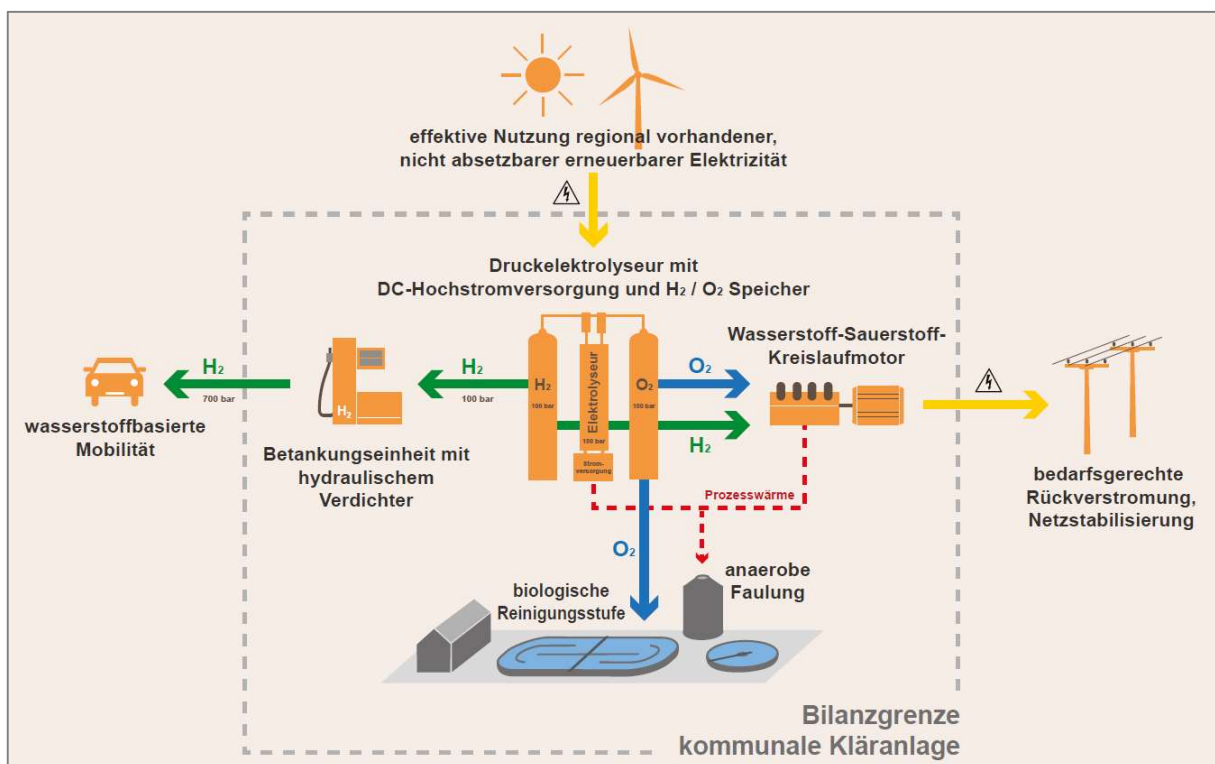 effektive Nutzung regional vorhandener,
nicht absetzbarer erneuerbarer Elektrizität
Druckelektrolyseur mit
DC-Hochstromversorgung und H₂ / O₂ Speicher
Wasserstoff-Sauerstoff-
Kreislaufmotor
H₂
700 bar
H₂
H₂
100 bar
H₂
100 bar
Elektrolyseur
100 bar
Strom-
versorgung
O₂
100 bar
O₂
H₂
wasserstoffbasierte
Mobilität
Betankungseinheit mit
hydraulischem
Verdichter
Prozesswärme
bedarfsgerechte
Rückverstromung,
Netzstabilisierung
O₂
biologische
Reinigungsstufe
anaerobe
Faulung
Bilanzgrenze
kommunale Kläranlage